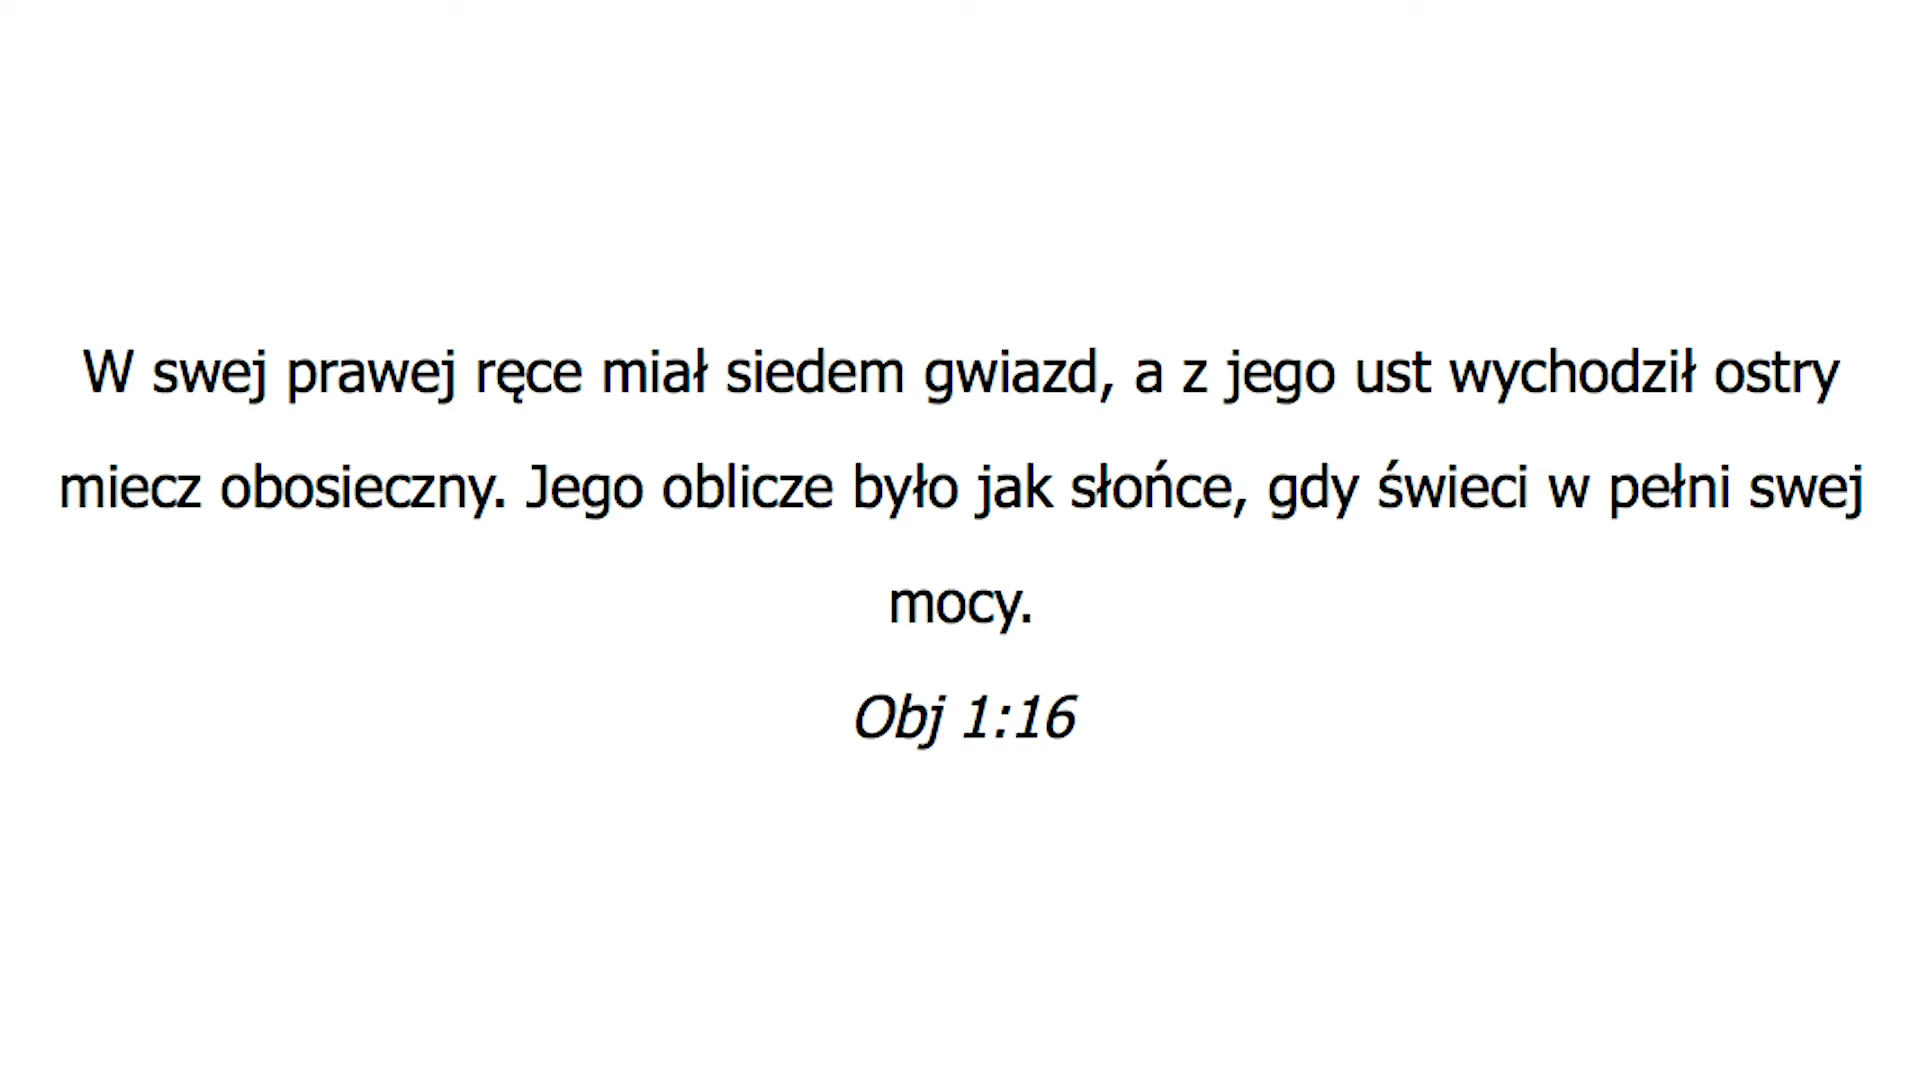 W swej prawej ręce miał siedem gwiazd, a z jego ust wychodził ostry
miecz obosieczny. Jego oblicze było jak słońce, gdy świeci w pełni swej
mocy.
Obj 1:16